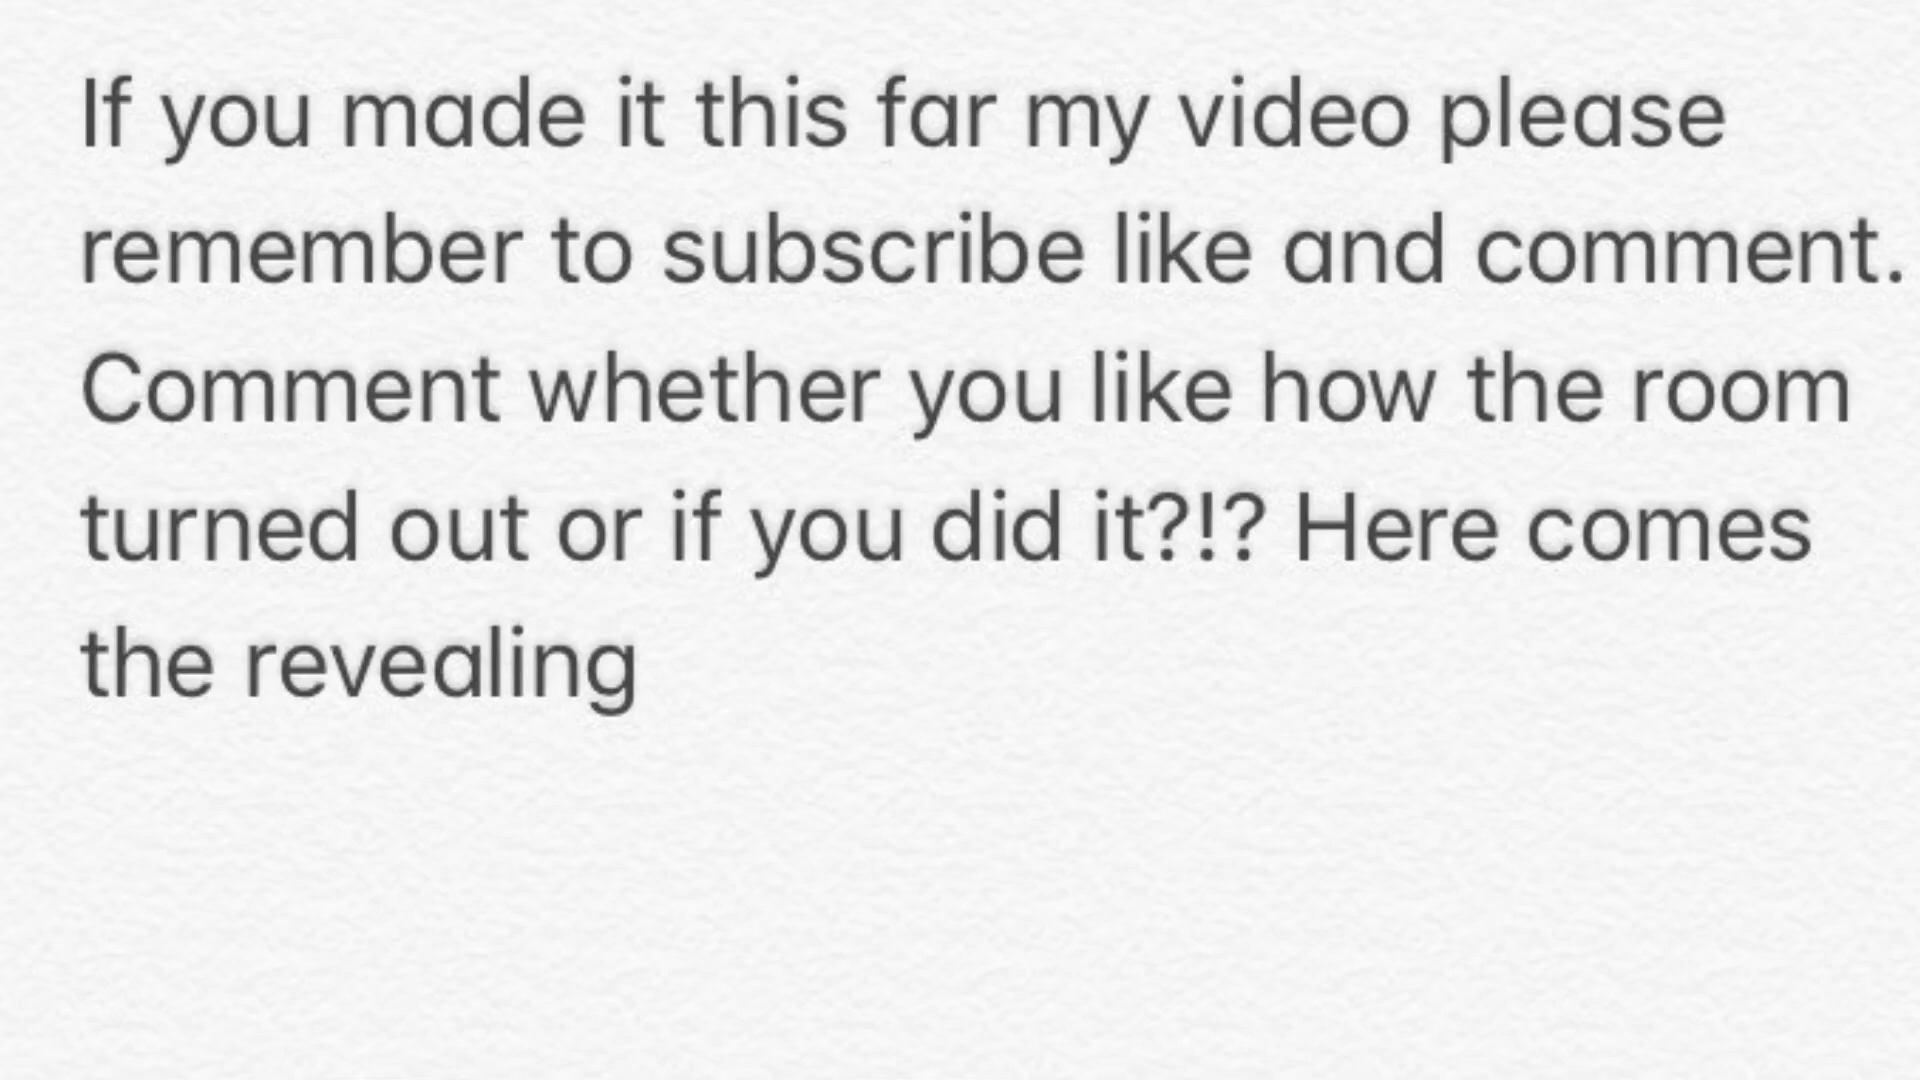 If you made it this far my video please
remember to subscribe like and comment.
Comment whether you like how the room
turned out or if you did it?!? Here comes
the revealing